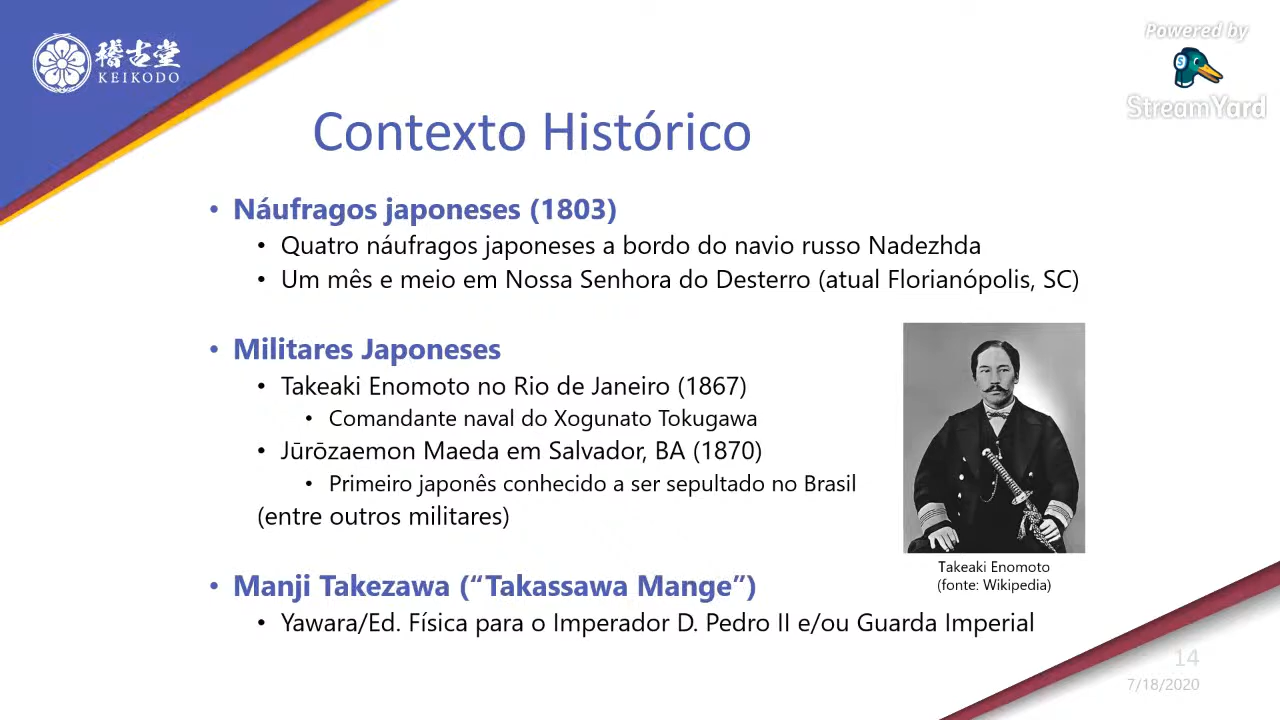 稽古堂
KEIKODO
Powered by
StreamYard
Contexto Histórico
• Náufragos japoneses (1803)
• Quatro náufragos japoneses a bordo do navio russo Nadezhda
• Um mês e meio em Nossa Senhora do Desterro (atual Florianópolis, SC)
• Militares Japoneses
• Takeaki Enomoto no Rio de Janeiro (1867)
• Comandante naval do Xogunato Tokugawa
• Jūrōzaemon Maeda em Salvador, BA (1870)
• Primeiro japonês conhecido a ser sepultado no Brasil
(entre outros militares)
Takeaki Enomoto
(fonte: Wikipedia)
• Manji Takezawa (“Takassawa Mange”)
• Yawara/Ed. Física para o Imperador D. Pedro II e/ou Guarda Imperial
14
7/18/2020